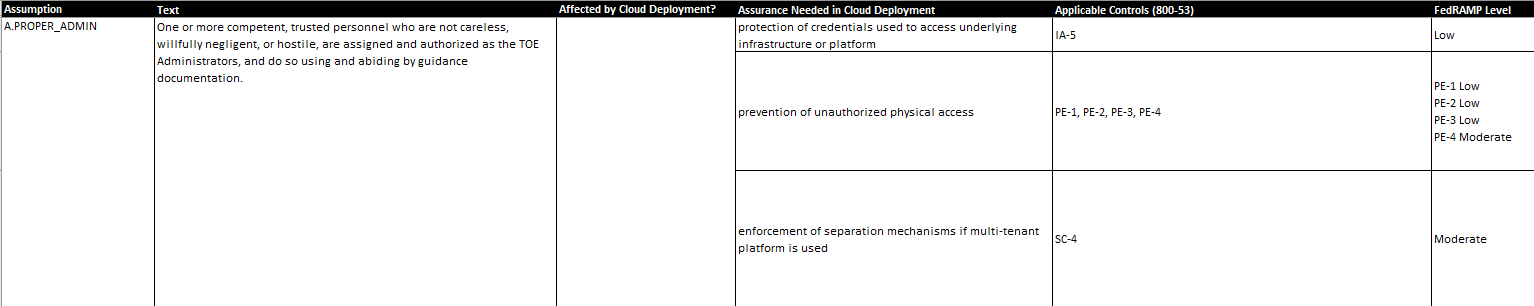 Assumption Text Affected by Cloud Deployment? Assurance Needed in Cloud Deployment Applicable Controls (800-53) FedRAMP Level
A.PROPER_ADMIN
One or more competent, trusted personnel who are not careless,
willfully negligent, or hostile, are assigned and authorized as the TOE
Administrators, and do so using and abiding by guidance
documentation.
protection of credentials used to access underlying
infrastructure or platform
IA-5
Low
prevention of unauthorized physical access
PE-1, PE-2, PE-3, PE-4
PE-1 Low
PE-2 Low
PE-3 Low
PE-4 Moderate
enforcement of separation mechanisms if multi-tenant
platform is used
SC-4
Moderate